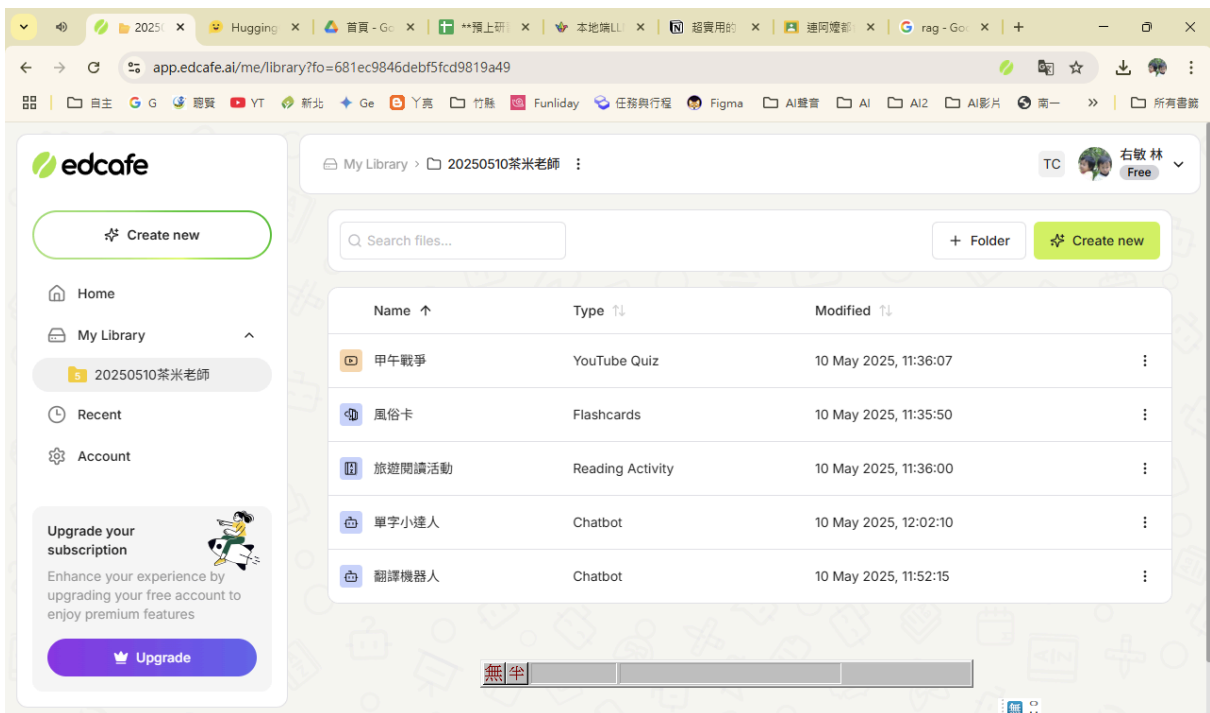 2025
Hugging
首頁 - Go
**預上研
本地端LL
超實用的
連阿嬤都
rag - Goo
app.edcafe.ai/me/library?fo=681ec9846debf5fcd9819a49
自主
G
聰賢
YT
新北
Ge
丫亮
竹縣
Funliday
任務與行程
Figma
AI聲音
AI
AI2
AI影片
南一
所有書籤
edcafe
My Library > 20250510茶米老師
TC
右敏 林
Free
Create new
Search files...
+ Folder
Create new
Home
My Library
5 20250510茶米老師
Recent
Account
Name Type Modified
甲午戰爭 YouTube Quiz 10 May 2025, 11:36:07
風俗卡 Flashcards 10 May 2025, 11:35:50
旅遊閱讀活動 Reading Activity 10 May 2025, 11:36:00
單字小達人 Chatbot 10 May 2025, 12:02:10
翻譯機器人 Chatbot 10 May 2025, 11:52:15
Upgrade your
subscription
Enhance your experience by
upgrading your free account to
enjoy premium features
Upgrade
無半
無